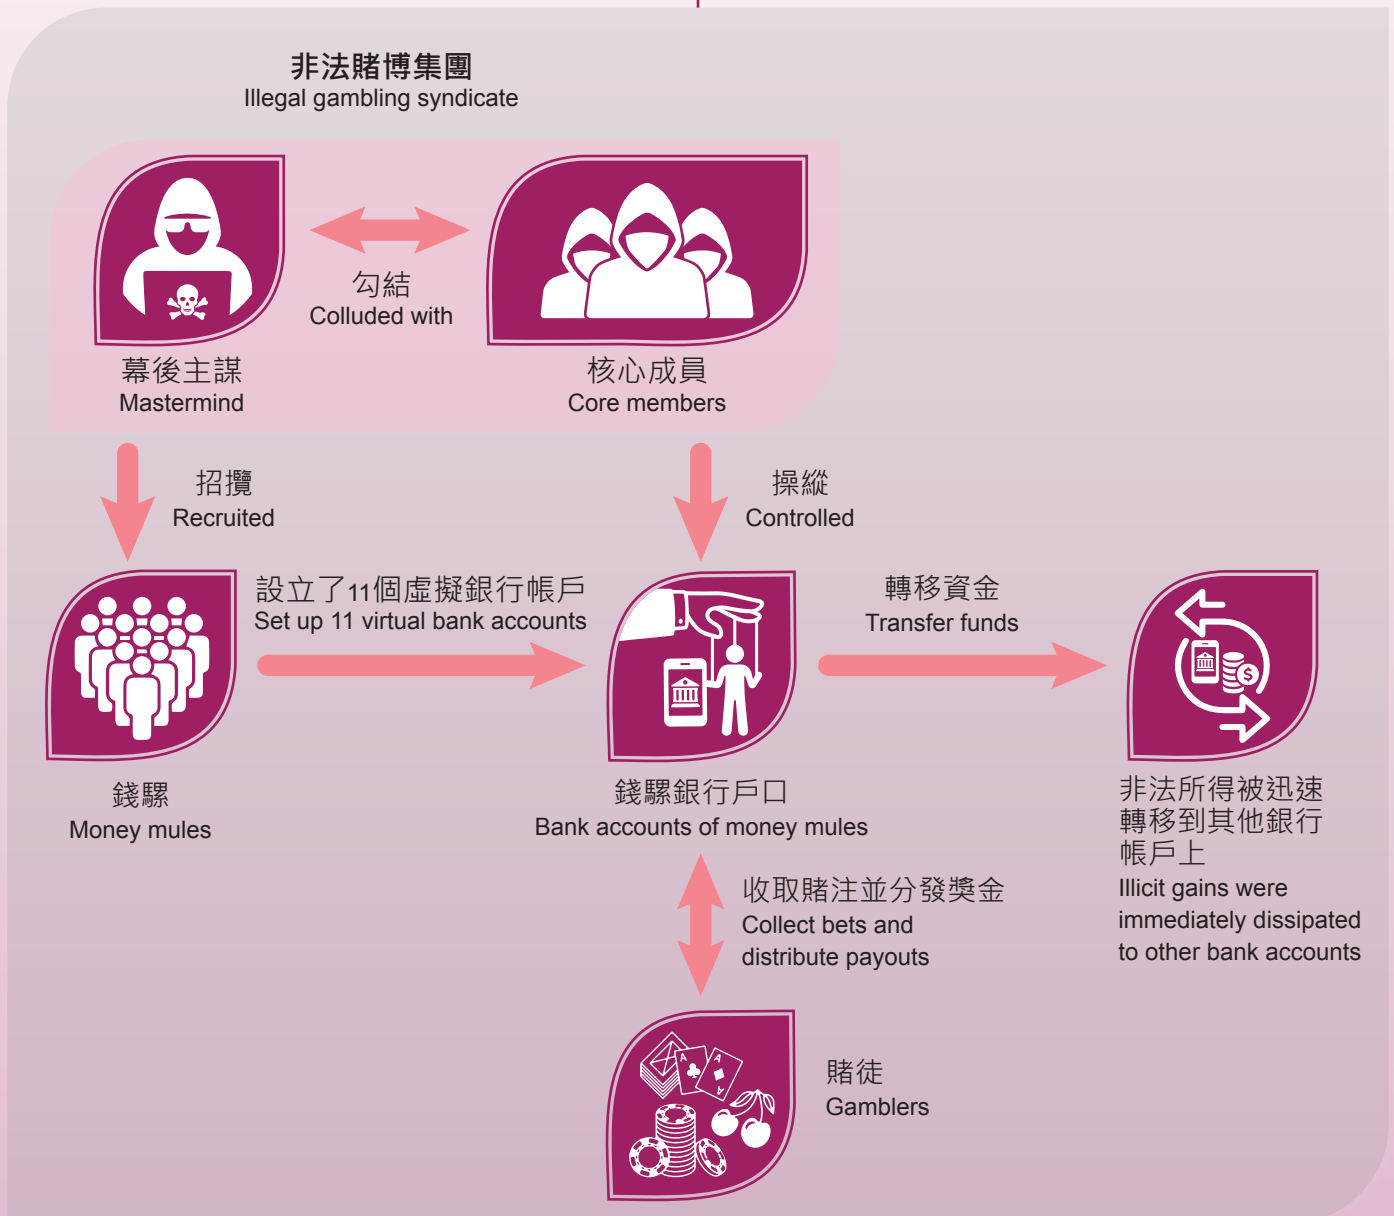 非法賭博集團
Illegal gambling syndicate
勾結
Colluded with
幕後主謀
Mastermind
核心成員
Core members
招攬
Recruited
操縱
Controlled
設立了11個虛擬銀行帳戶
Set up 11 virtual bank accounts
轉移資金
Transfer funds
錢騾
Money mules
錢騾銀行戶口
Bank accounts of money mules
非法所得被迅速
轉移到其他銀行
帳戶上
Illicit gains were
immediately dissipated
to other bank accounts
收取賭注並分發獎金
Collect bets and
distribute payouts
賭徒
Gamblers